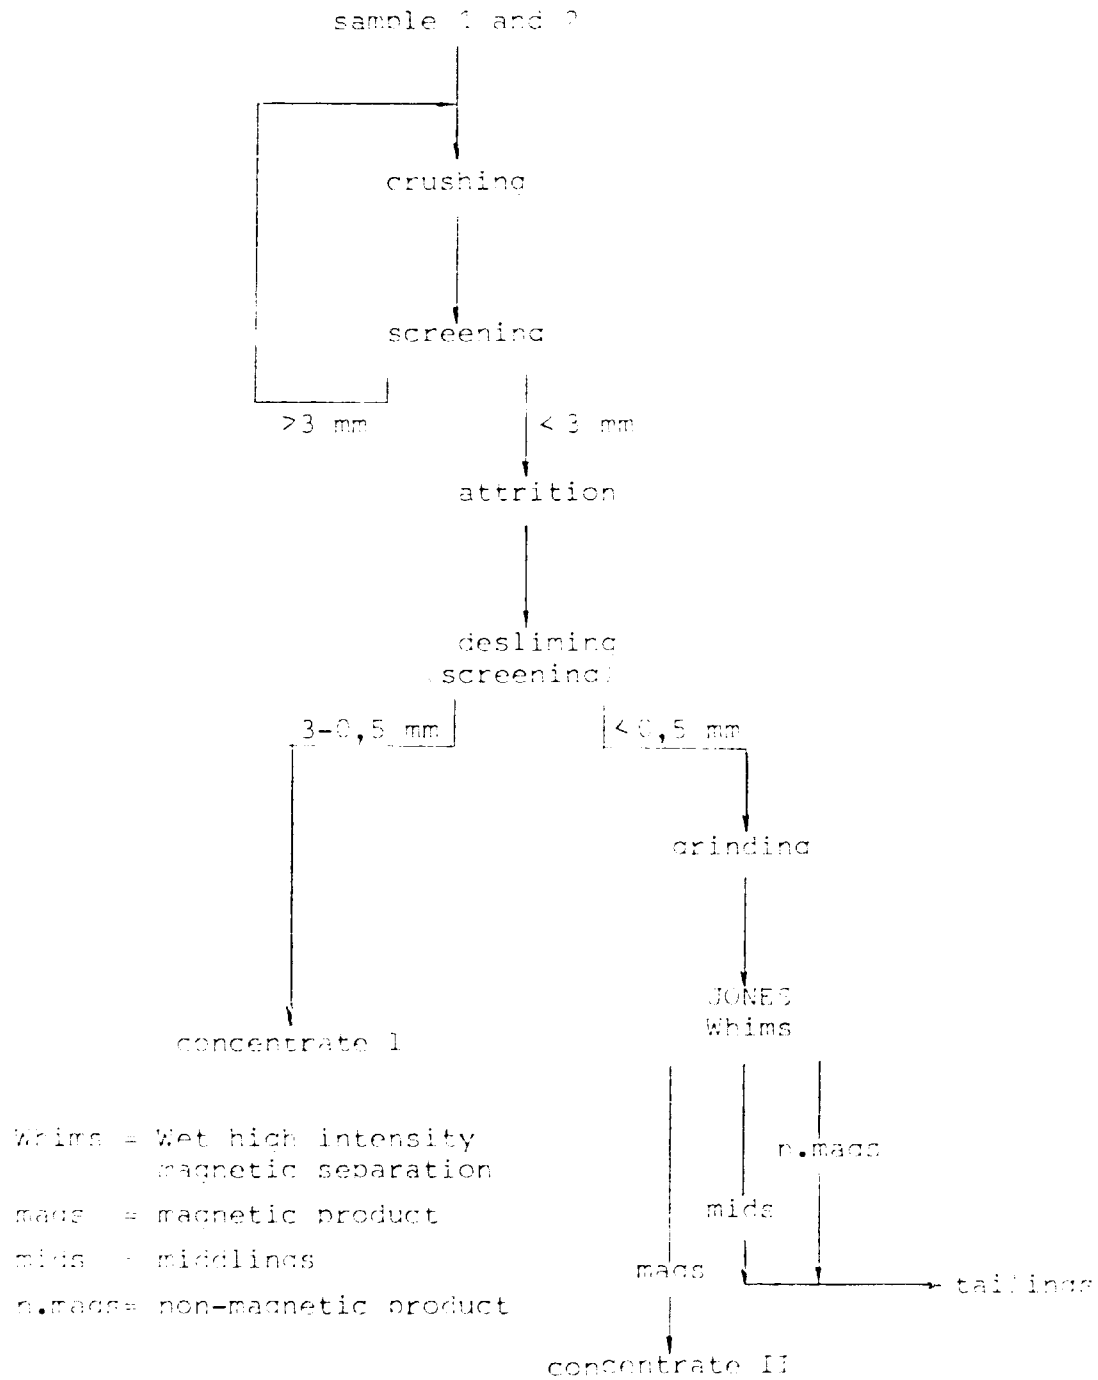 sample 1 and 2
crushing
screening
>3 mm
< 3 mm
attrition
desliming
(screening)
3-0,5 mm
< 0,5 mm
grinding
JONES
Whims
concentrate I
Whims = Wet high intensity
magnetic separation
n.mags
mags = magnetic product
mids
mids = middlings
mags
tailings
n.mags= non-magnetic product
concentrate II